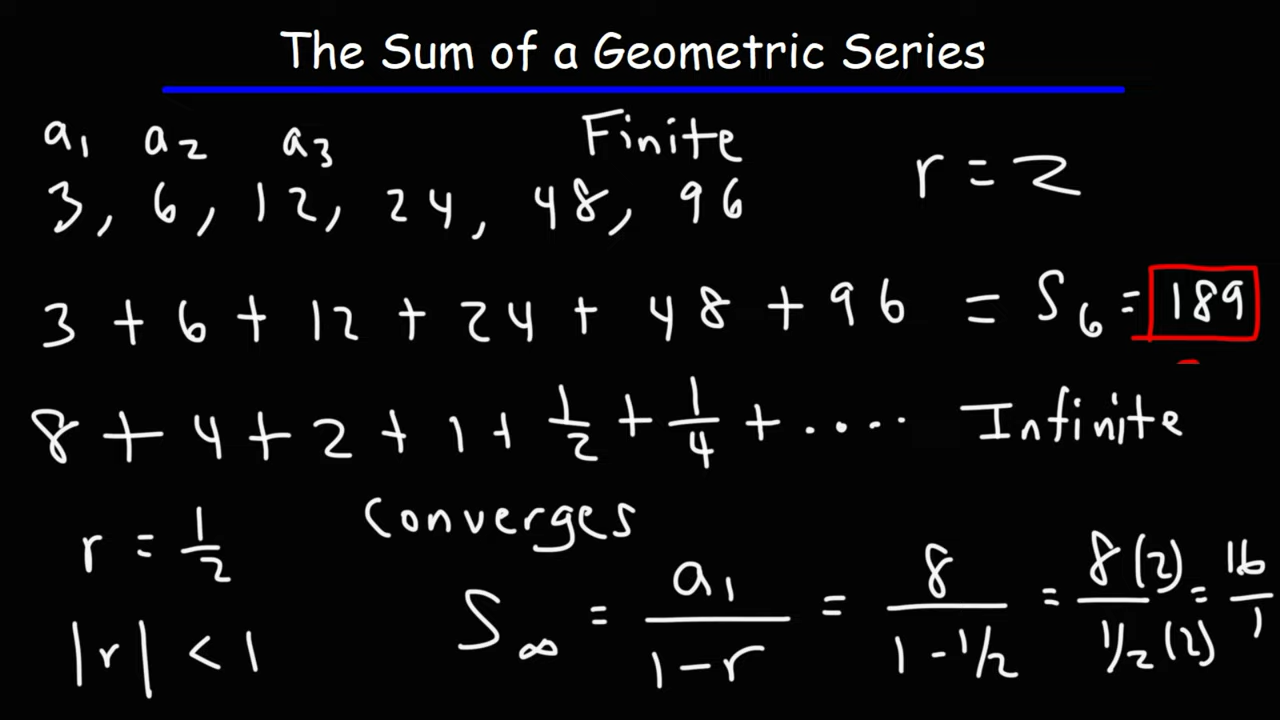 The Sum of a Geometric Series
a₁ a₂ a₃ Finite
3, 6, 12, 24, 48, 96 r = 2
3 + 6 + 12 + 24 + 48 + 96 = S₆ = 189
8 + 4 + 2 + 1 + 1/2 + 1/4 + .... Infinite
r = 1/2 Converges
|r| < 1 S∞ = a₁/(1-r) = 8/(1-1/2) = 8(2)/(1/2(2)) = 16/1